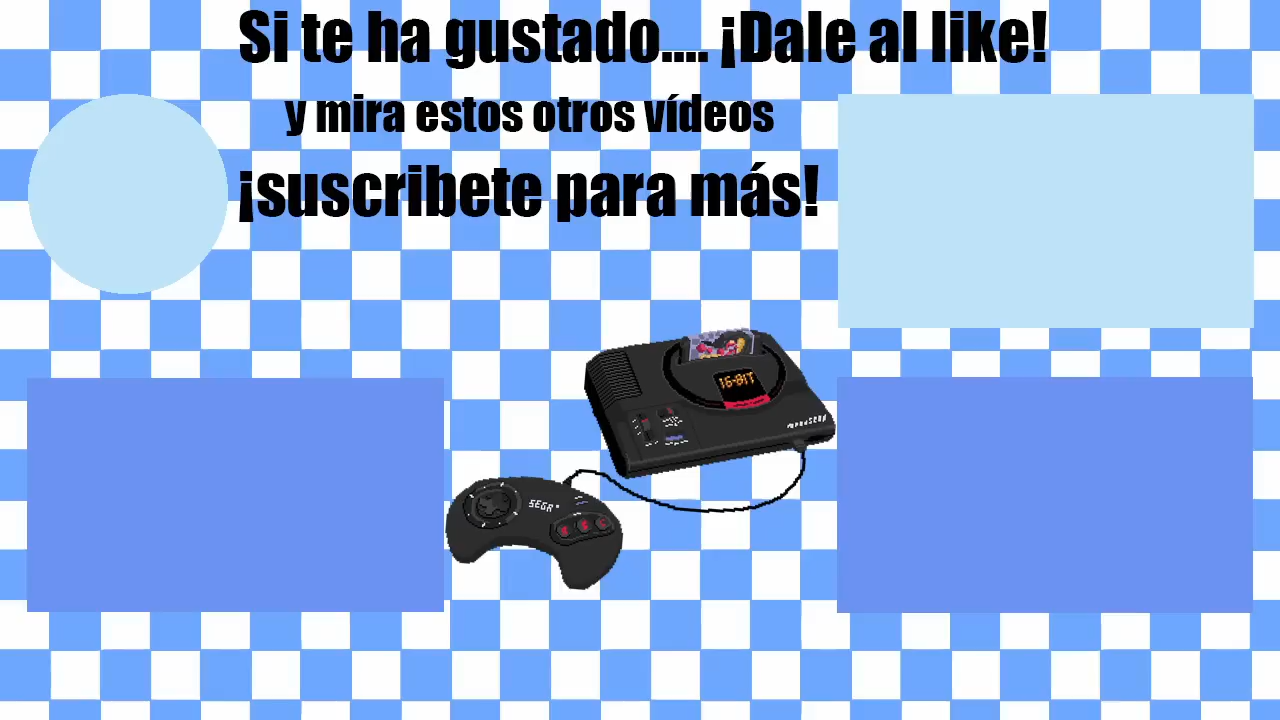 Si te ha gustado.... ¡Dale al like!
y mira estos otros vídeos
¡suscribete para más!
16-BIT
SEGA